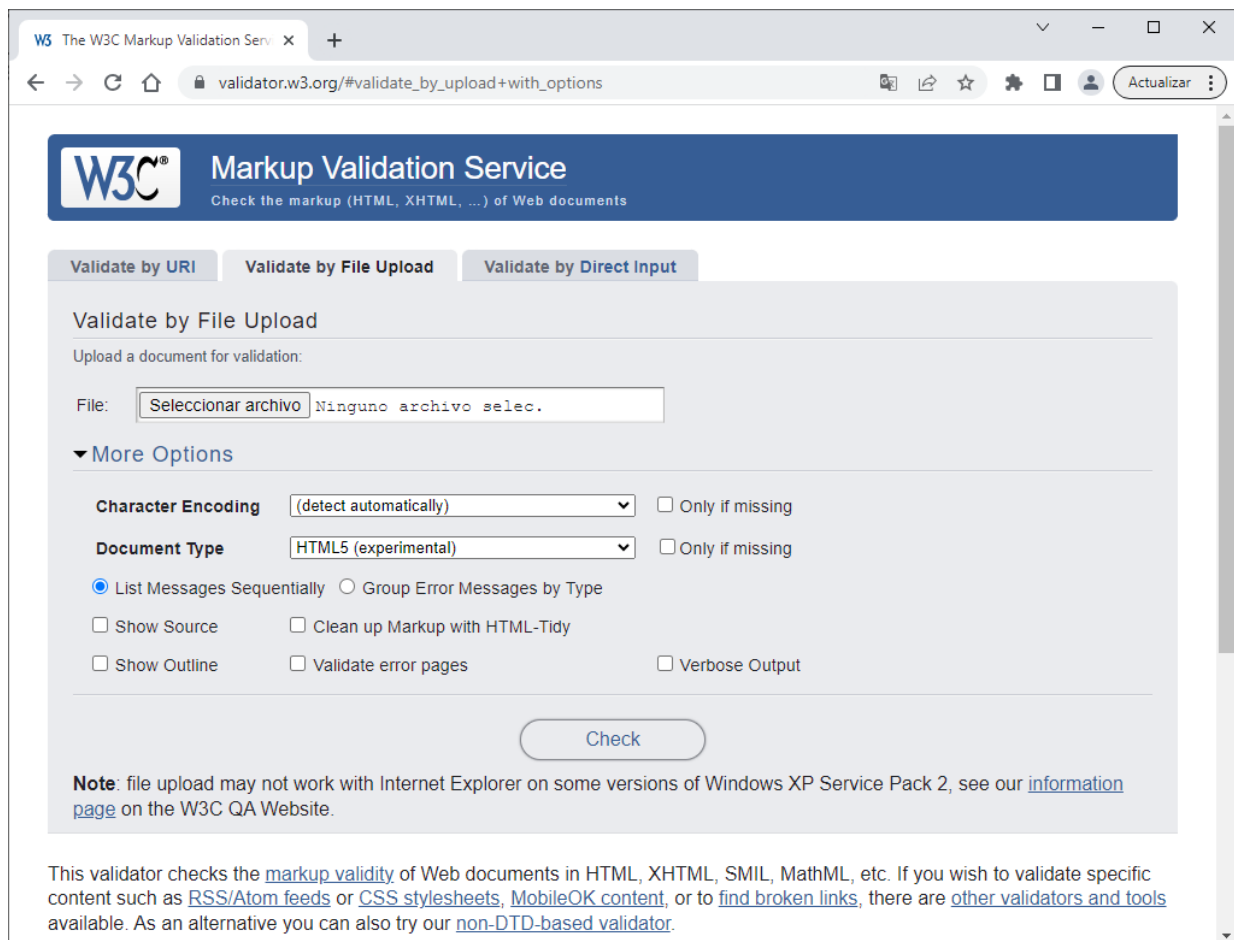 The W3C Markup Validation Serv
validator.w3.org/#validate_by_upload+with_options
Actualizar
W3C®
Markup Validation Service
Check the markup (HTML, XHTML, …) of Web documents
Validate by URI Validate by File Upload Validate by Direct Input
Validate by File Upload
Upload a document for validation:
File: Seleccionar archivo Ninguno archivo selec.
More Options
Character Encoding (detect automatically) Only if missing
Document Type HTML5 (experimental) Only if missing
List Messages Sequentially Group Error Messages by Type
Show Source Clean up Markup with HTML-Tidy
Show Outline Validate error pages Verbose Output
Check
Note: file upload may not work with Internet Explorer on some versions of Windows XP Service Pack 2, see our information
page on the W3C QA Website.
This validator checks the markup validity of Web documents in HTML, XHTML, SMIL, MathML, etc. If you wish to validate specific
content such as RSS/Atom feeds or CSS stylesheets, MobileOK content, or to find broken links, there are other validators and tools
available. As an alternative you can also try our non-DTD-based validator.